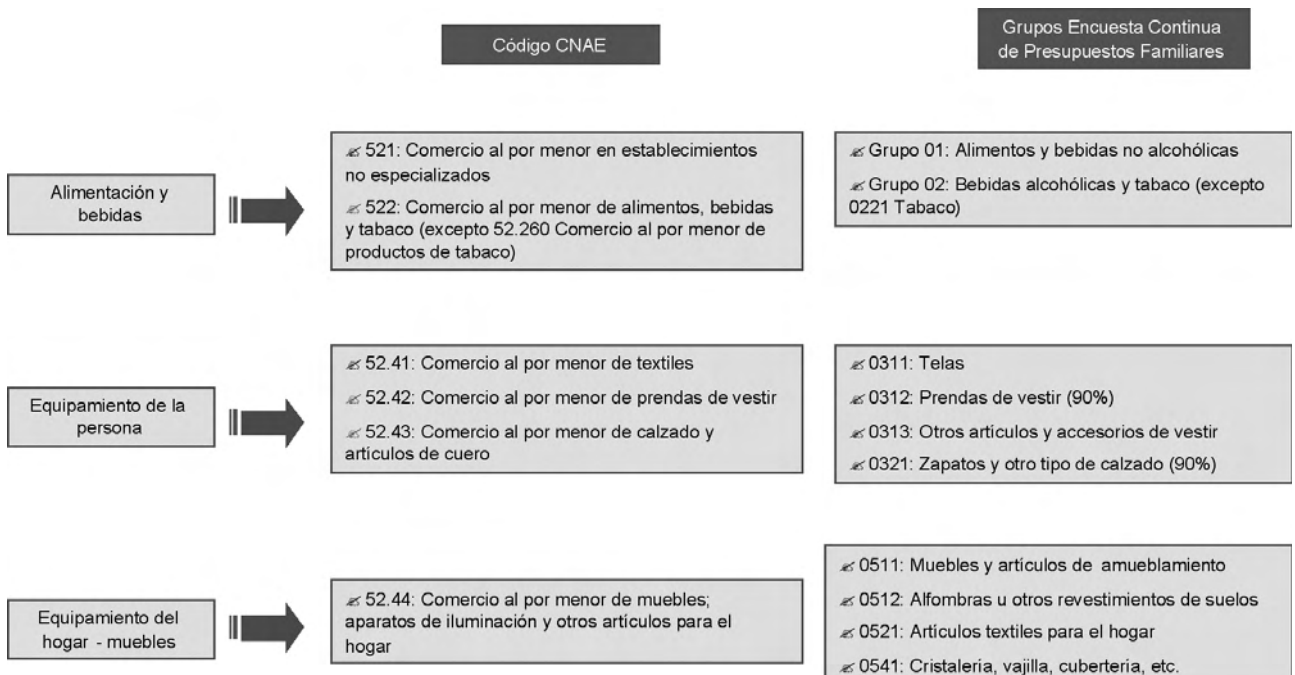 Código CNAE
Grupos Encuesta Continua
de Presupuestos Familiares
Alimentación y
bebidas
521: Comercio al por menor en establecimientos
no especializados
522: Comercio al por menor de alimentos, bebidas
y tabaco (excepto 52.260 Comercio al por menor de
productos de tabaco)
Grupo 01: Alimentos y bebidas no alcohólicas
Grupo 02: Bebidas alcohólicas y tabaco (excepto
0221 Tabaco)
Equipamiento de la
persona
52.41: Comercio al por menor de textiles
52.42: Comercio al por menor de prendas de vestir
52.43: Comercio al por menor de calzado y
artículos de cuero
0311: Telas
0312: Prendas de vestir (90%)
0313: Otros artículos y accesorios de vestir
0321: Zapatos y otro tipo de calzado (90%)
Equipamiento del
hogar - muebles
52.44: Comercio al por menor de muebles;
aparatos de iluminación y otros artículos para el
hogar
0511: Muebles y artículos de amueblamiento
0512: Alfombras u otros revestimientos de suelos
0521: Artículos textiles para el hogar
0541: Cristalería, vajilla, cubertería, etc.